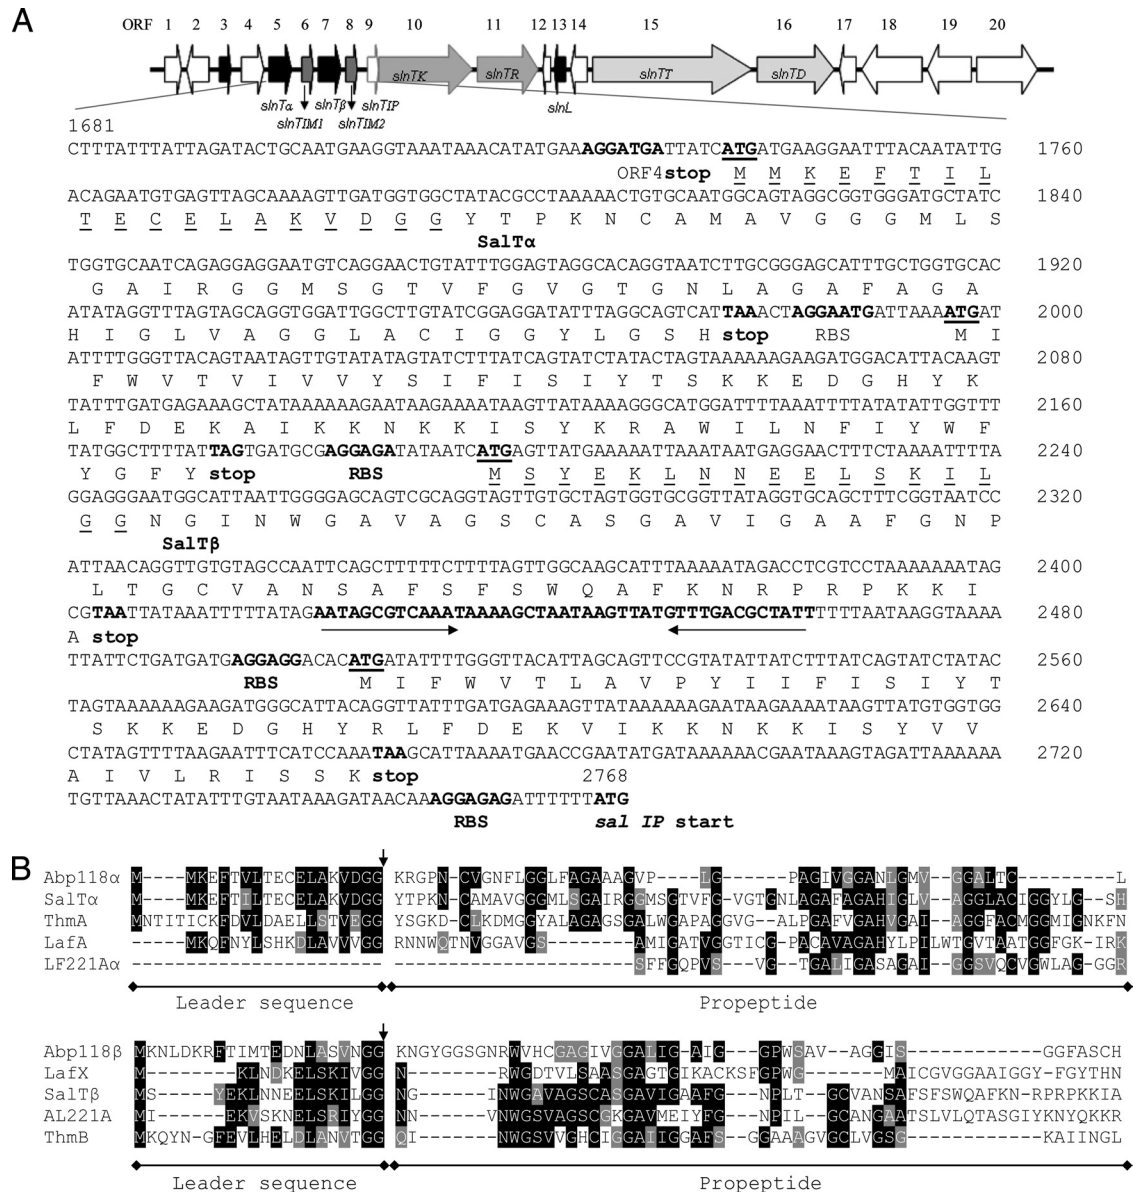 A
ORF 1 2 3 4 5 6 7 8 9 10 11 12 13 14 15 16 17 18 19 20
slnTK slnTR slnTT slnTD
slnTα slnTβ slnTIP slnL
slnTIM1 slnTIM2
1681
CTTTATTTATTAGATACTGCAATGAAGGTAAATAAACATATGAAAGGATGATTATCATGATGAAGGAATTTACAATATTG 1760
ORF4stop M M K E F T I L
ACAGAATGTGAGTTAGCAAAAGTTGATGGTGGCTATACGCCTAAAAACTGTGCAATGGCAGTAGGCGGTGGGATGCTATC 1840
T E C E L A K V D G G Y T P K N C A M A V G G G M L S
SalTα
TGGTGCAATCAGAGGAGGAATGTCAGGAACTGTATTTGGAGTAGGCACAGGTAATCTTGCGGGAGCATTTGCTGGTGCAC 1920
G A I R G G M S G T V F G V G T G N L A G A F A G A
ATATAGGTTTAGTAGCAGGTGGATTGGCTTGTATCGGAGGATATTTAGGCAGTCATTAAACTAGGAATGATTAAAATGAT 2000
H I G L V A G G L A C I G G Y L G S H stop RBS M I
ATTTTGGGTTACAGTAATAGTTGTATATAGTATCTTTATCAGTATCTATACTAGTAAAAAAGAAGATGGACATTACAAGT 2080
F W V T V I V V Y S I F I S I Y T S K K E D G H Y K
TATTTGATGAGAAAGCTATAAAAAAGAATAAGAAAATAAGTTATAAAAGGGCATGGATTTTAAATTTTATATATTGGTTT 2160
L F D E K A I K K N K K I S Y K R A W I L N F I Y W F
TATGGCTTTTATTAGTGATGCGAGGAGATATAATCATGAGTTATGAAAAATTAAATAATGAGGAACTTTCTAAAATTTTA 2240
Y G F Y stop RBS M S Y E K L N N E E L S K I L
GGAGGGAATGGCATTAATTGGGGAGCAGTCGCAGGTAGTTGTGCTAGTGGTGCGGTTATAGGTGCAGCTTTCGGTAATCC 2320
G G N G I N W G A V A G S C A S G A V I G A A F G N P
SalTβ
ATTAACAGGTTGTGTAGCCAATTCAGCTTTTTCTTTTAGTTGGCAAGCATTTAAAAATAGACCTCGTCCTAAAAAAATAG 2400
L T G C V A N S A F S F S W Q A F K N R P R P K K I
CGTAATTATAAATTTTTATAGAATAGCGTCAAATAAAAGCTAATAAGTTATGTTTGACGCTATTTTTTAATAAGGTAAAA 2480
A stop
TTATTCTGATGATGAGGAGGACACATGATATTTTGGGTTACATTAGCAGTTCCGTATATTATCTTTATCAGTATCTATAC 2560
RBS M I F W V T L A V P Y I I F I S I Y T
TAGTAAAAAAGAAGATGGGCATTACAGGTTATTTGATGAGAAAGTTATAAAAAAGAATAAGAAAATAAGTTATGTGGTGG 2640
S K K E D G H Y R L F D E K V I K K N K K I S Y V V
CTATAGTTTTAAGAATTTCATCCAAATAAGCATTAAAATGAACCGAATATGATAAAAAACGAATAAAGTAGATTAAAAAA 2720
A I V L R I S S K stop 2768
TGTTAAACTATATTTGTAATAAAGATAACAAAGGAGAGATTTTTTATG
RBS sal IP start
B
Abp118α M----MKEFTVLTECELAKVDGG KRGPN-CVGNFLGGLFAGAAAGVP---LG-----PAGIVGGANLGMV--GGALTC--------L
SalTα M----MKEFTILTECELAKVDGG YTPKN-CAMAVGGGMLSGAIRGGMSGTVFG-VGTGNLAGAFAGAHIGLV--AGGLACIGGYLG--SH
ThmA MNTITICKFDVLDAELLSTVEGG YSGKD-CLKDMGGYALAGAGSGALWGAPAGGVG--ALPGAFVGAHVGAI--AGGFACMGGMIGNKFN
LafA -----MKQFNYLSHKDLAVVVGG RNNWQTNVGGAVGS--------AMIGATVGGTICG-PACAVAGAHYLPILWTGVTAATGGFGK-IRK
LF221Aα ----------------------- ----------------------SFFGQPVS---VG--TGALIGASAGAI--GGSVQCVGWLAG-GGR
Leader sequence Propeptide
Abp118β MKNLDKRFTIMTEDNLASVNGG KNGYGGSGNRWVHCGAGIVGGALIG-AIG---GPWSAV--AGGIS------------GGFASCH
LafX M--------KLNDKELSKIVGG N--------RWGDTVLSAASGAGTGIKACKSFGPWG-------MAICGVGGAAIGGY-FGYTHN
SalTβ MS-----YEKLNNEELSKILGG NG-------INWGAVAGSCASGAVIGAAFG---NPLT--GCVANSAFSFSWQAFKN-RPRPKKIA
AL221A MI------EKVSKNELSRIYGG NN-------VNWGSVAGSCGKGAVMEIYFG---NPIL--GCANGAATSLVLQTASGIYKNYQKKR
ThmB MKQYN-GFEVLHELDLANVTGG QI--------NWGSVVGHCIGGAIIGGAFS--GGAAAGVGCLVGSG------------KAIINGL
Leader sequence Propeptide